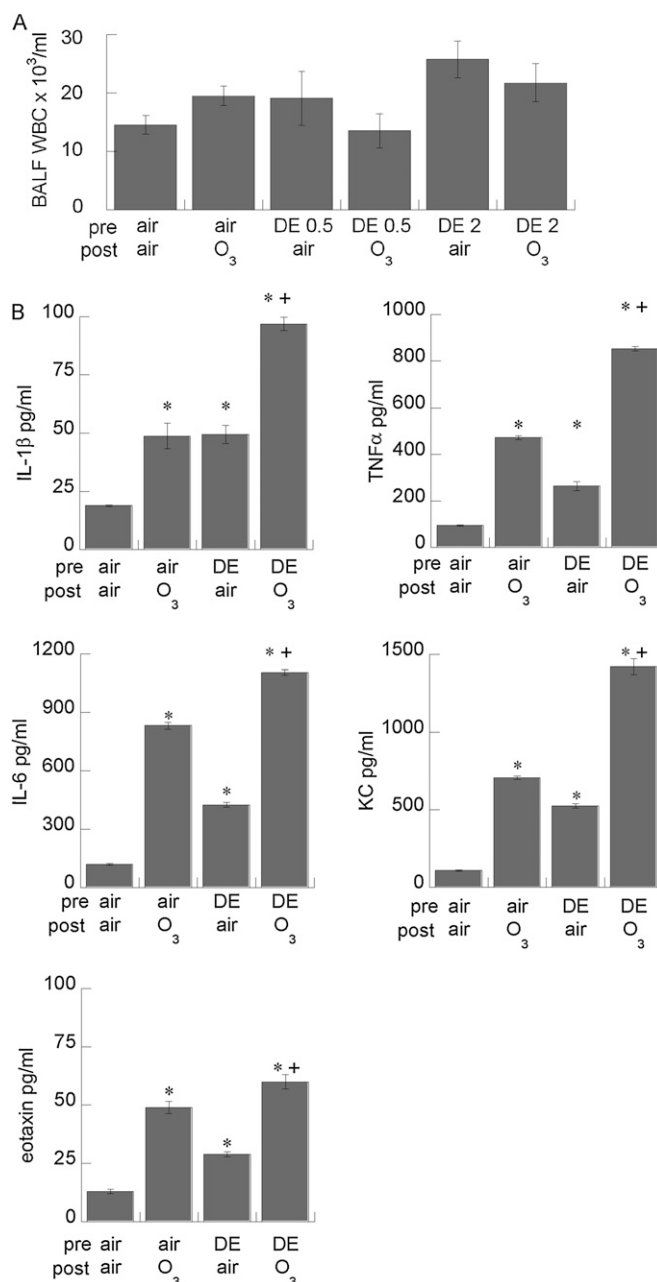 A
BALF WBC x 10³/ml
30
20
10
0
pre air air DE 0.5 DE 0.5 DE 2 DE 2
post air O₃ air O₃ air O₃
B
IL-1β pg/ml
100
75
50
25
0
* * * +
pre air air DE DE
post air O₃ air O₃
TNFα pg/ml
1000
800
600
400
200
0
* * * +
pre air air DE DE
post air O₃ air O₃
IL-6 pg/ml
1200
900
600
300
0
* * * +
pre air air DE DE
post air O₃ air O₃
KC pg/ml
1500
1000
500
0
* * * +
pre air air DE DE
post air O₃ air O₃
eotaxin pg/ml
100
75
50
25
0
* * * +
pre air air DE DE
post air O₃ air O₃